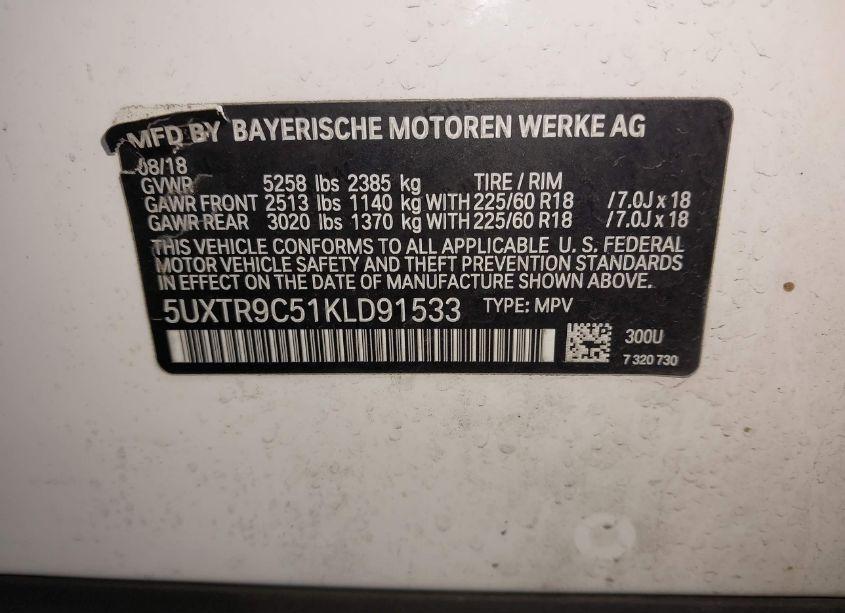 MFD BY BAYERISCHE MOTOREN WERKE AG
08/18
GVWR 5258 lbs 2385 kg TIRE / RIM
GAWR FRONT 2513 lbs 1140 kg WITH 225/60 R18 /7.0J x 18
GAWR REAR 3020 lbs 1370 kg WITH 225/60 R18 /7.0J x 18
THIS VEHICLE CONFORMS TO ALL APPLICABLE U. S. FEDERAL
MOTOR VEHICLE SAFETY AND THEFT PREVENTION STANDARDS
IN EFFECT ON THE DATE OF MANUFACTURE SHOWN ABOVE.
5UXTR9C51KLD91533 TYPE: MPV
300U
7 320 730